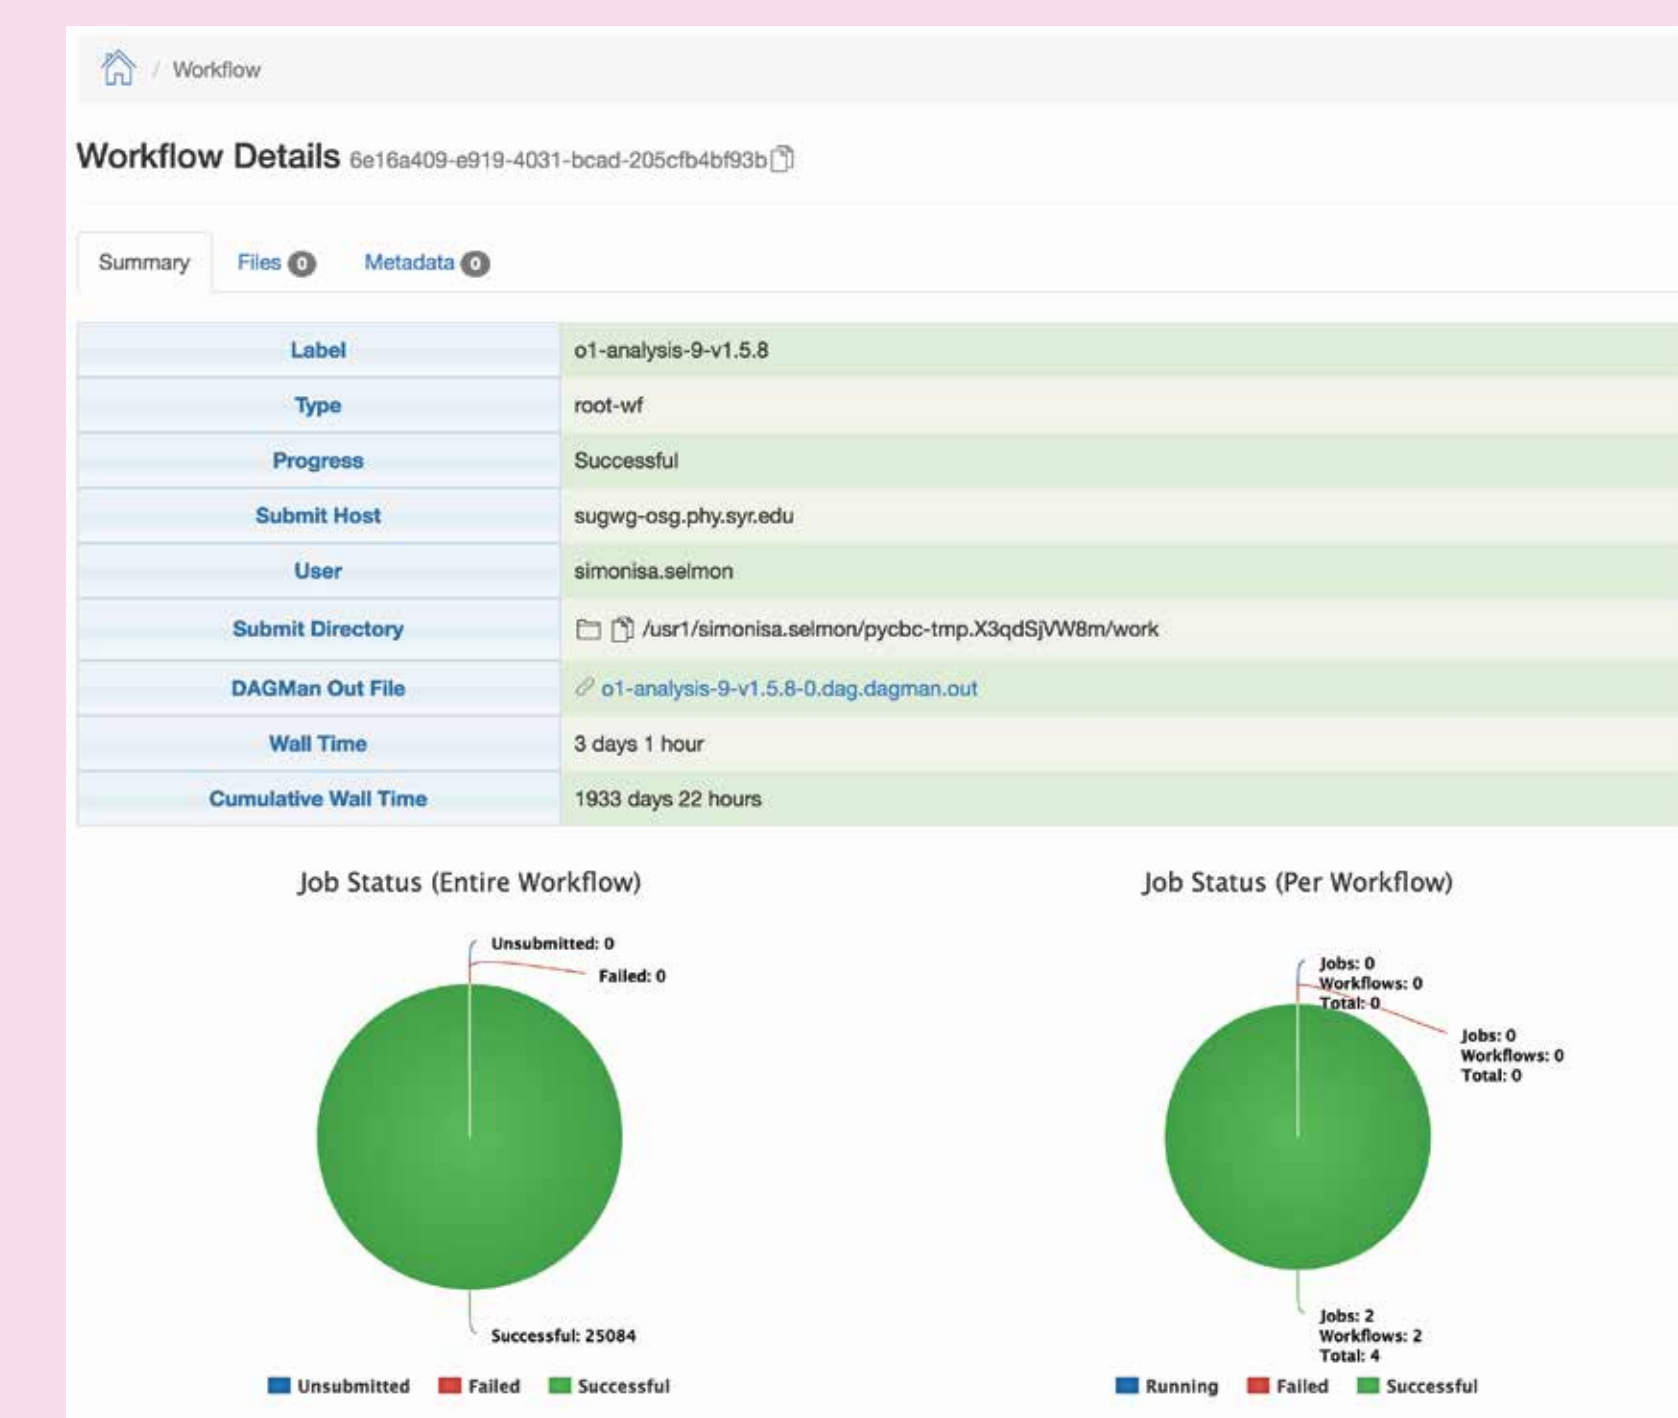 / Workflow
Workflow Details 6e16a409-e919-4031-bcad-205cfb4bf93b
Summary Files 0 Metadata 0
Label o1-analysis-9-v1.5.8
Type root-wf
Progress Successful
Submit Host sugwg-osg.phy.syr.edu
User simonisa.selmon
Submit Directory /usr1/simonisa.selmon/pycbc-tmp.X3qdSjVW8m/work
DAGMan Out File o1-analysis-9-v1.5.8-0.dag.dagman.out
Wall Time 3 days 1 hour
Cumulative Wall Time 1933 days 22 hours
Job Status (Entire Workflow)
Unsubmitted: 0
Failed: 0
Successful: 25084
Unsubmitted Failed Successful
Job Status (Per Workflow)
Jobs: 0
Workflows: 0
Total: 0
Jobs: 0
Workflows: 0
Total: 0
Jobs: 2
Workflows: 2
Total: 4
Running Failed Successful